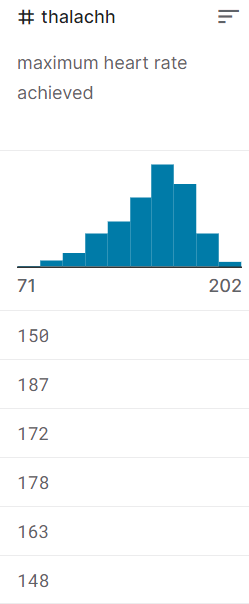 # thalachh
maximum heart rate
achieved
71 202
150
187
172
178
163
148